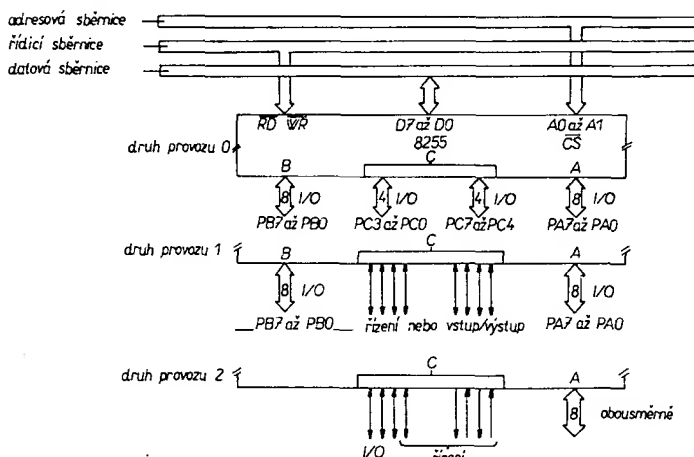 adresová sběrnice
řídicí sběrnice
datová sběrnice
RD WR D7 až D0 A0 až A1
8255 CS
druh provozu 0
C
B A
8 I/O 4 I/O 4 I/O 8 I/O
PB7 až PB0 PC3 až PC0 PC7 až PC4 PA7 až PA0
druh provozu 1
B C A
8 I/O 8 I/O
PB7 až PB0 řízení nebo vstup/výstup PA7 až PA0
druh provozu 2
C A
8 obousměrné
I/O řízení